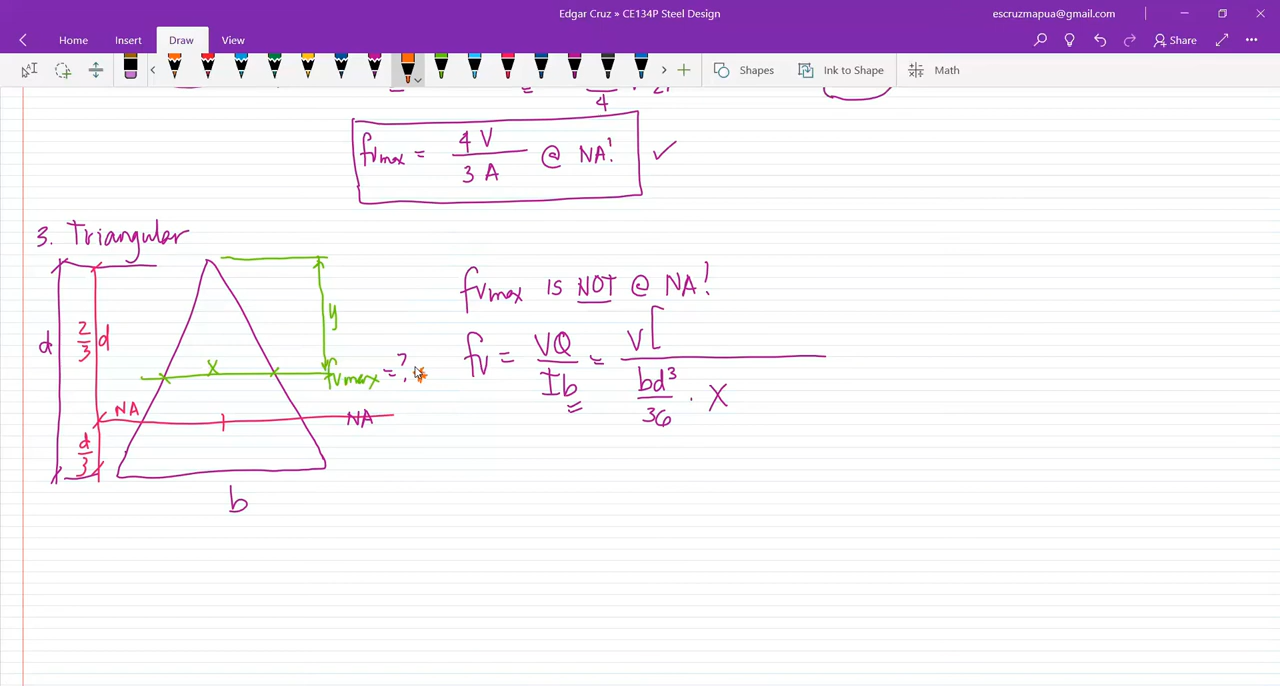 Edgar Cruz » CE134P Steel Design
escruzmapua@gmail.com
Home Insert Draw View
Share
Shapes Ink to Shape Math
4
fvmax = 4V / 3A @ NA! ✓
3. Triangular
d
2/3 d
d/3
NA
NA
b
x
y
fvmax = ?
fvmax is NOT @ NA!
fv = VQ / Ib = V[ / bd³/36 · X